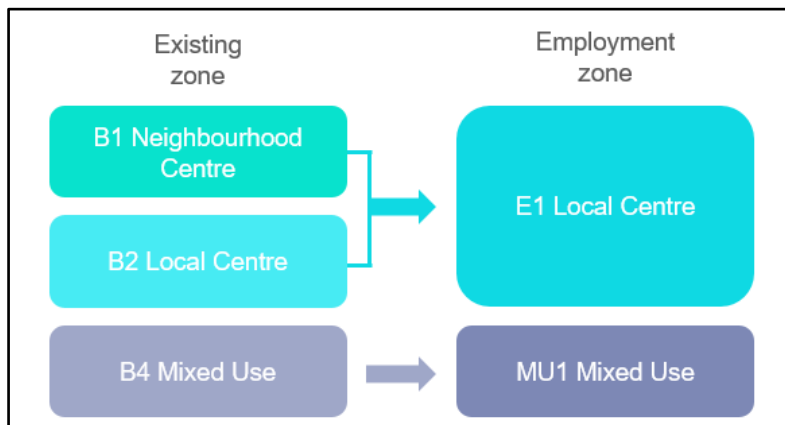 Existing
zone
Employment
zone
B1 Neighbourhood
Centre
B2 Local Centre
E1 Local Centre
B4 Mixed Use
MU1 Mixed Use